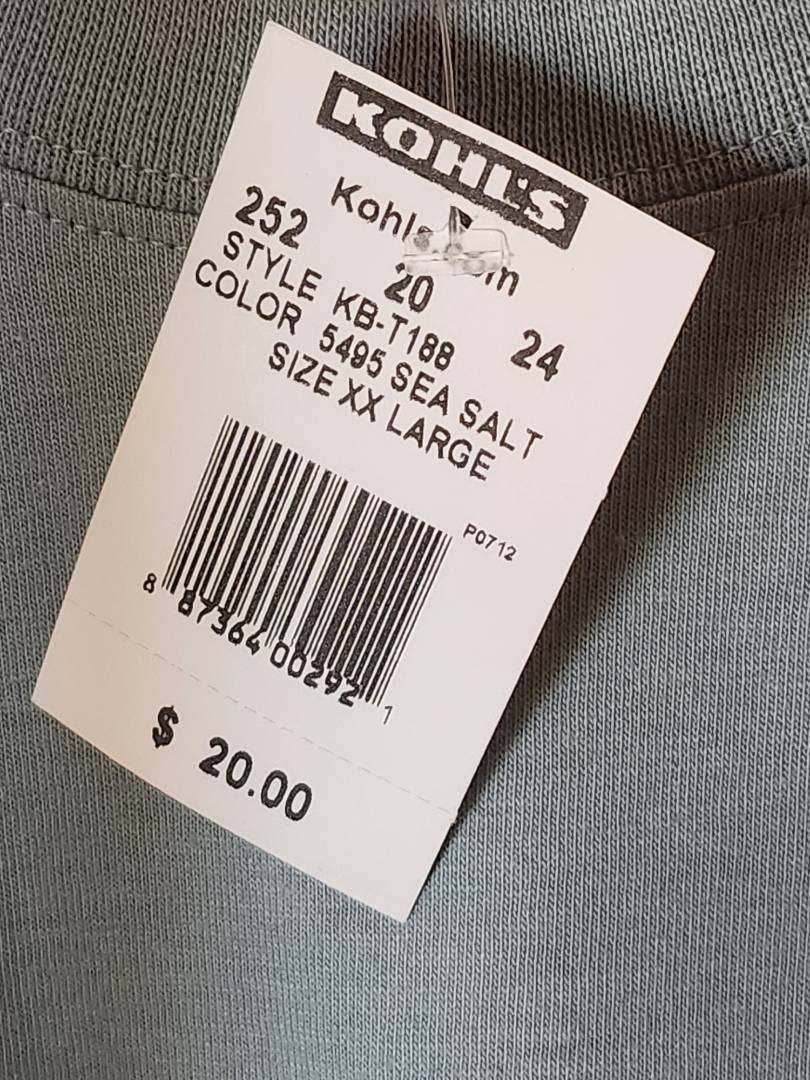 KOHL'S
252 20 24
STYLE KB-T188
COLOR 5495 SEA SALT
SIZE XX LARGE
P0712
8 87364 00292 1
$ 20.00